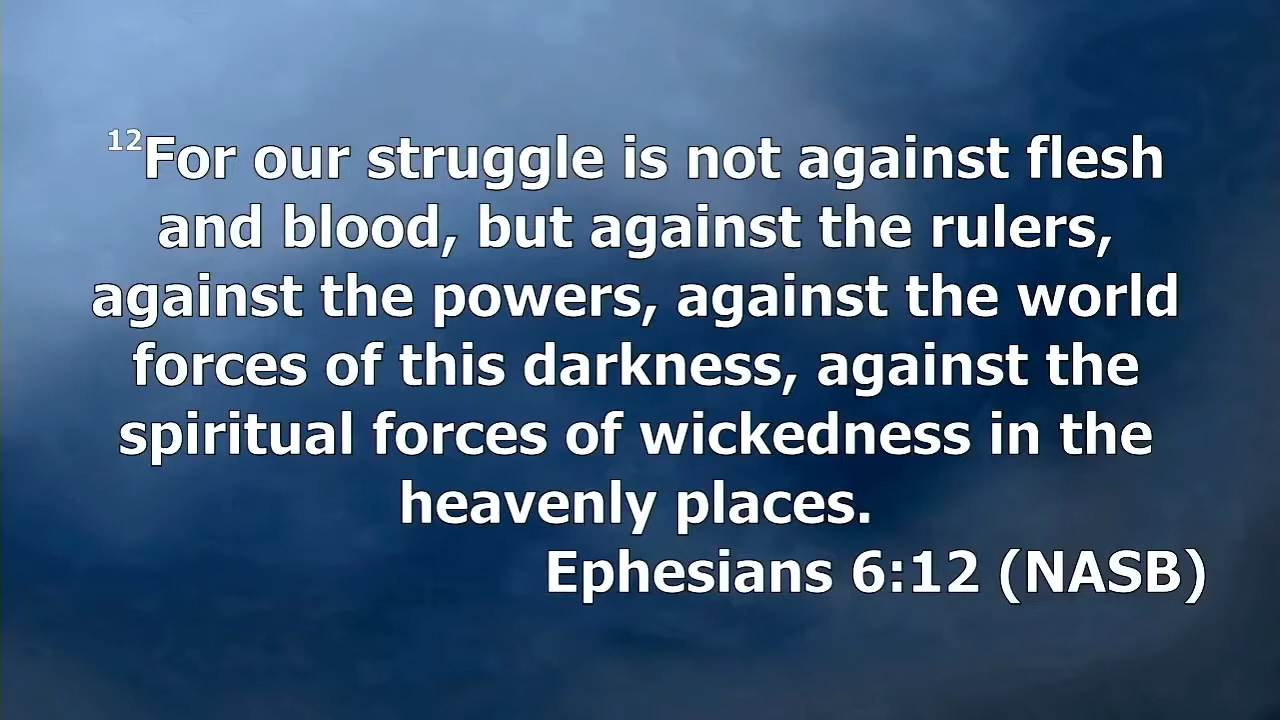 12For our struggle is not against flesh
and blood, but against the rulers,
against the powers, against the world
forces of this darkness, against the
spiritual forces of wickedness in the
heavenly places.
Ephesians 6:12 (NASB)